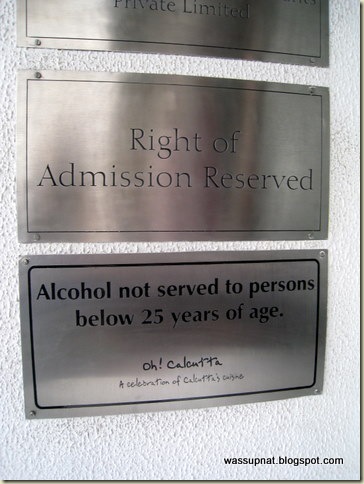 Private Limited
Right of
Admission Reserved
Alcohol not served to persons
below 25 years of age.
Oh! Calcutta
A celebration of Calcutta's cuisine
wassupnat.blogspot.com